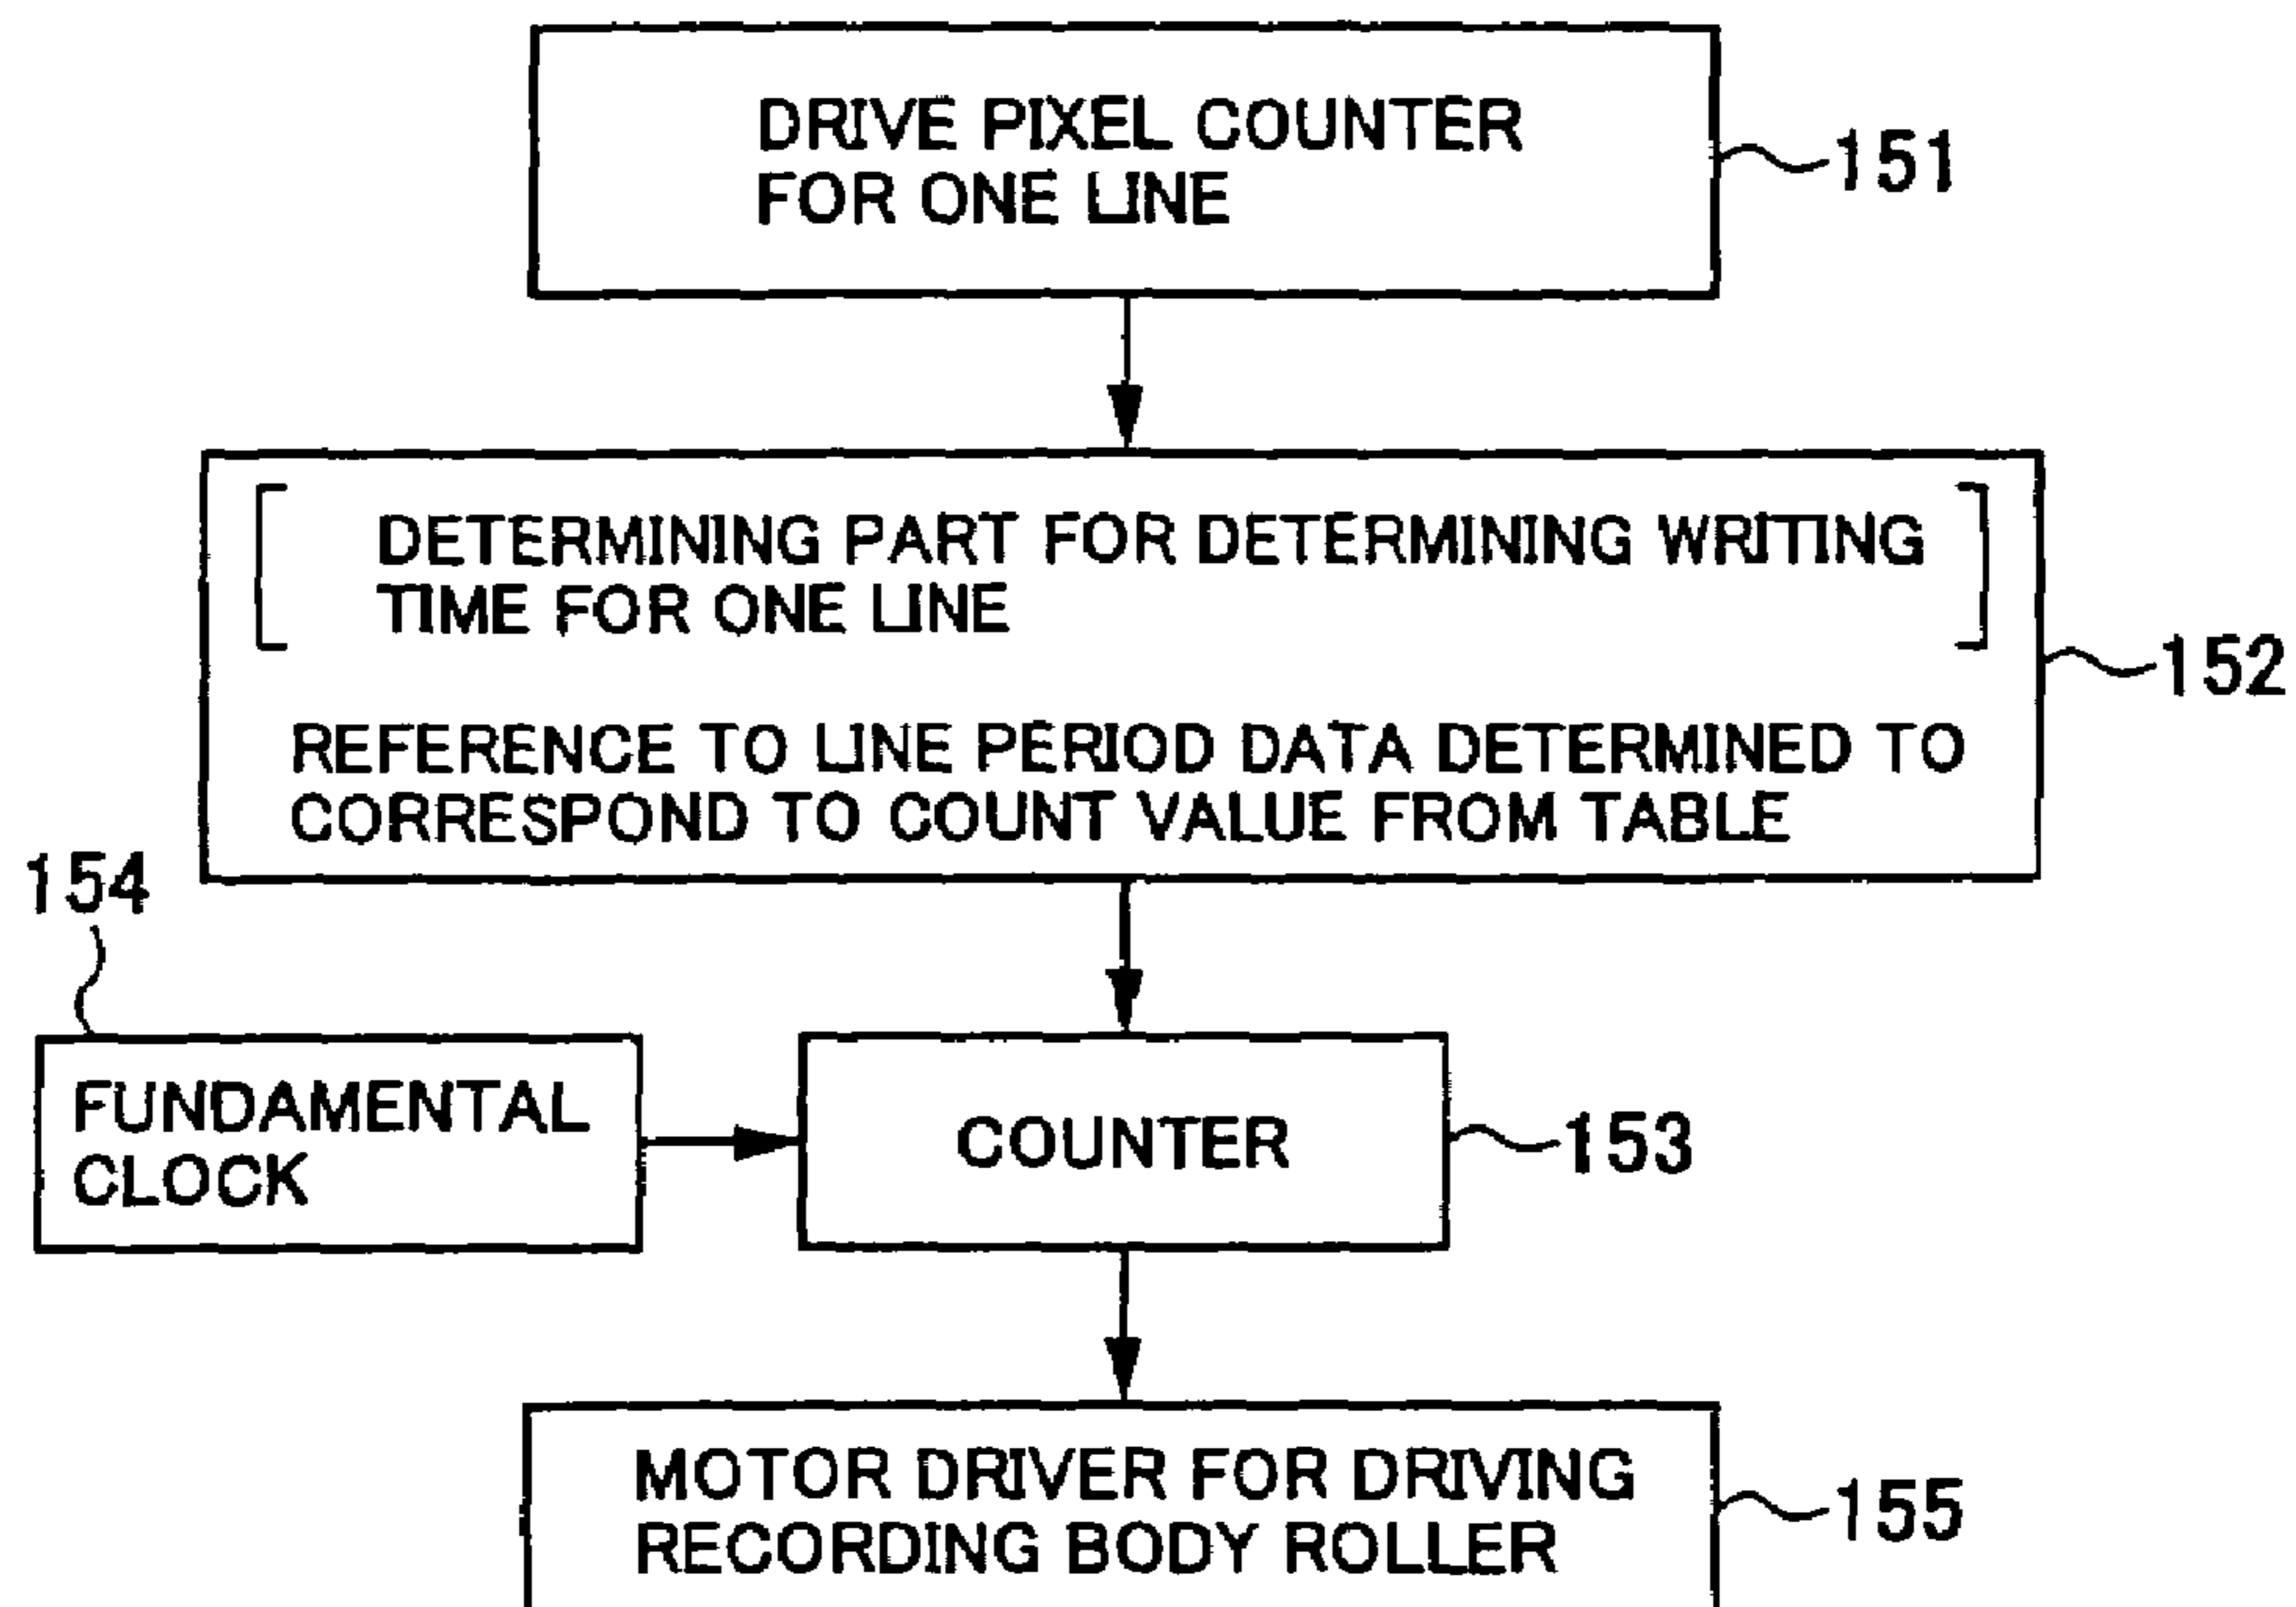 DRIVE PIXEL COUNTER
FOR ONE LINE
151
DETERMINING PART FOR DETERMINING WRITING
TIME FOR ONE LINE
152
REFERENCE TO LINE PERIOD DATA DETERMINED TO
CORRESPOND TO COUNT VALUE FROM TABLE
154
FUNDAMENTAL
CLOCK
COUNTER
153
MOTOR DRIVER FOR DRIVING
RECORDING BODY ROLLER
155